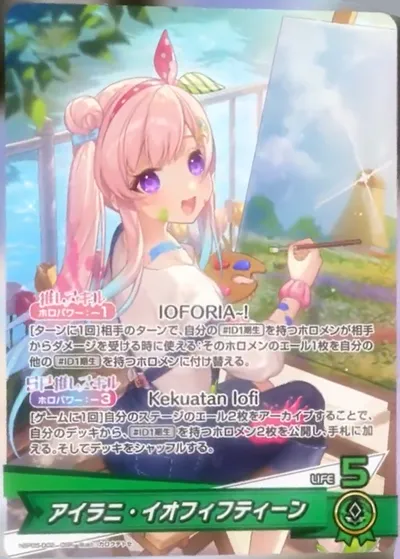 推しスキル
ホロパワー:-1
IOFORIA-!
[ターンに1回]相手のターンで、自分の#ID1期生を持つホロメンが相手
からダメージを受ける時に使える:そのホロメンのエール1枚を自分の
他の#ID1期生を持つホロメンに付け替える。
SP推しスキル
ホロパワー:-3
Kekuatan Iofi
[ゲームに1回]自分のステージのエール2枚をアーカイブすることで、
自分のデッキから、#ID1期生を持つホロメン2枚を公開し、手札に加
える。そしてデッキをシャッフルする。
LIFE 5
アイラニ・イオフィフティーン